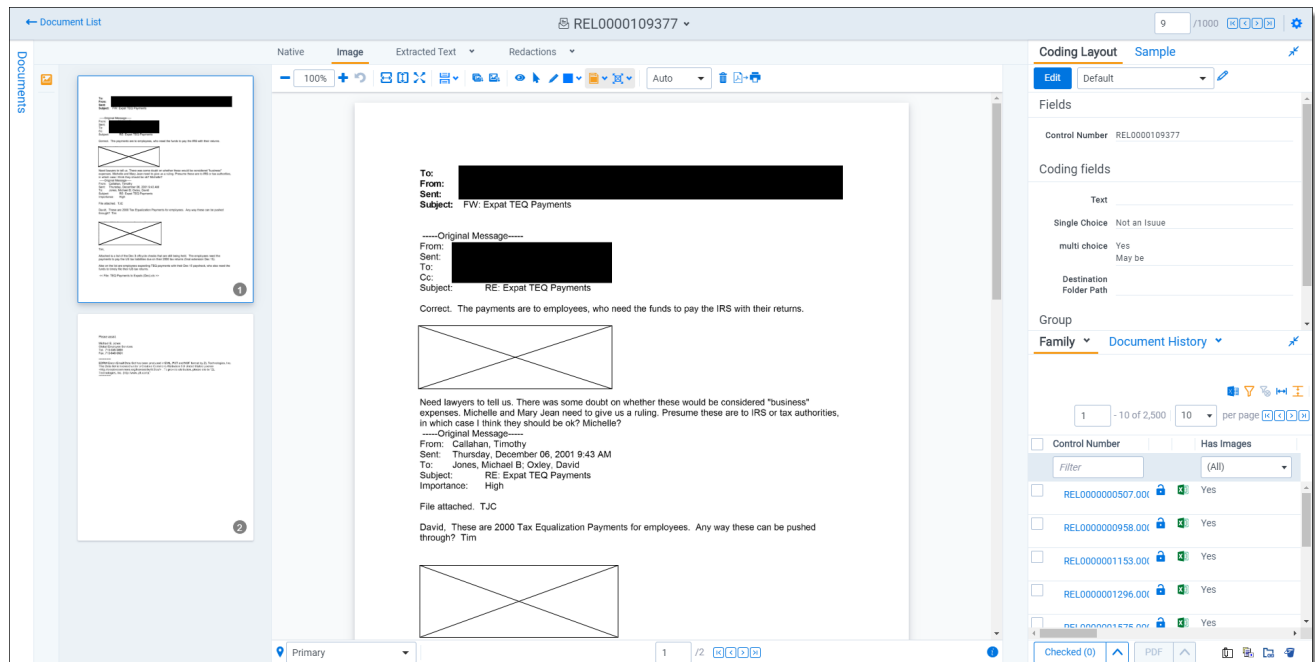 ← Document List
REL0000109377
9 /1000
Documents
Native
Image
Extracted Text
Redactions
100%
Auto
1
2
To:
From:
Sent:
Subject: FW: Expat TEQ Payments
-----Original Message-----
From:
Sent:
To:
Cc:
Subject: RE: Expat TEQ Payments
Correct. The payments are to employees, who need the funds to pay the IRS with their returns.
Need lawyers to tell us. There was some doubt on whether these would be considered "business"
expenses. Michelle and Mary Jean need to give us a ruling. Presume these are to IRS or tax authorities,
in which case I think they should be ok? Michelle?
-----Original Message-----
From: Callahan, Timothy
Sent: Thursday, December 06, 2001 9:43 AM
To: Jones, Michael B; Oxley, David
Subject: RE: Expat TEQ Payments
Importance: High
File attached. TJC
David, These are 2000 Tax Equalization Payments for employees. Any way these can be pushed
through? Tim
Primary
1 /2
Coding Layout
Sample
Edit
Default
Fields
Control Number REL0000109377
Coding fields
Text
Single Choice Not an Isuue
multi choice Yes
May be
Destination
Folder Path
Group
Family
Document History
1 - 10 of 2,500 10 per page
Control Number Has Images
Filter (All)
REL0000000507.000 Yes
REL0000000958.000 Yes
REL0000001153.000 Yes
REL0000001296.000 Yes
REL0000001575.000 Yes
Checked (0) PDF